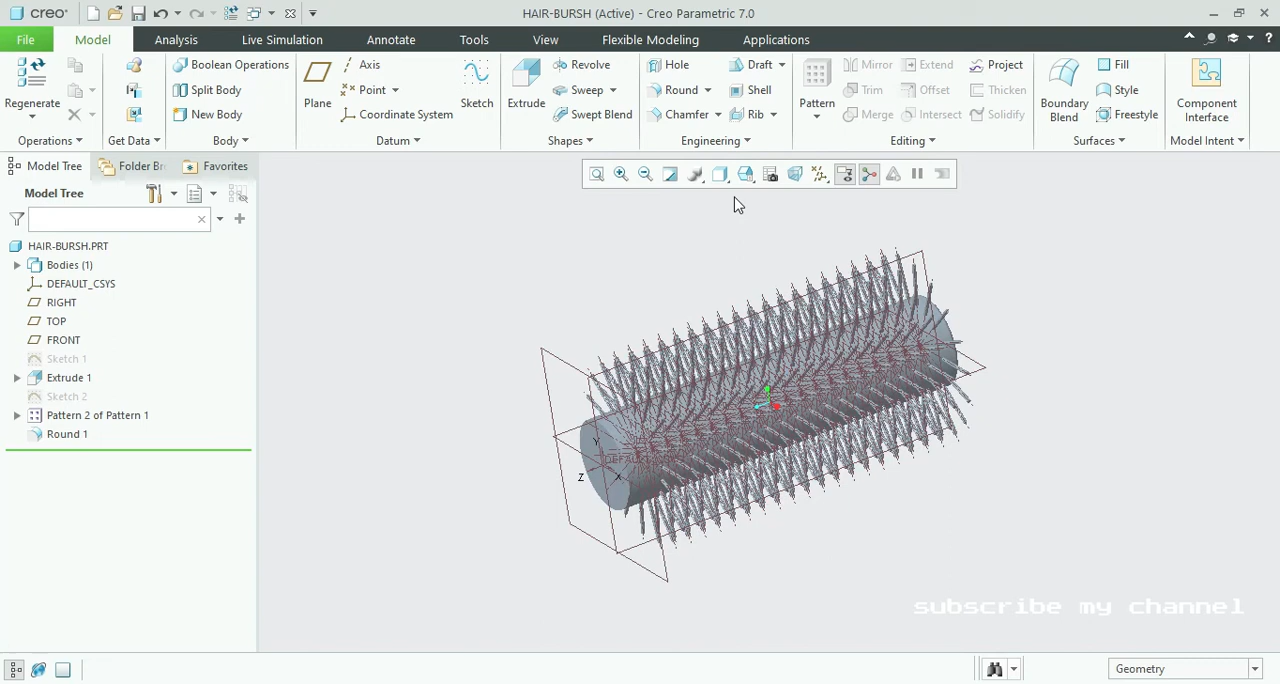 creo
HAIR-BURSH (Active) - Creo Parametric 7.0
File Model Analysis Live Simulation Annotate Tools View Flexible Modeling Applications
Regenerate
Operations
Get Data
Boolean Operations
Split Body
New Body
Body
Plane
Axis
Point
Coordinate System
Sketch
Datum
Extrude
Revolve
Sweep
Swept Blend
Shapes
Hole
Round
Chamfer
Draft
Shell
Rib
Engineering
Pattern
Mirror
Trim
Merge
Extend
Offset
Intersect
Project
Thicken
Solidify
Editing
Boundary
Blend
Fill
Style
Freestyle
Surfaces
Component
Interface
Model Intent
Model Tree Folder Br Favorites
Model Tree
HAIR-BURSH.PRT
Bodies (1)
DEFAULT_CSYS
RIGHT
TOP
FRONT
Sketch 1
Extrude 1
Sketch 2
Pattern 2 of Pattern 1
Round 1
Y
Z
X
subscribe my channel
Geometry